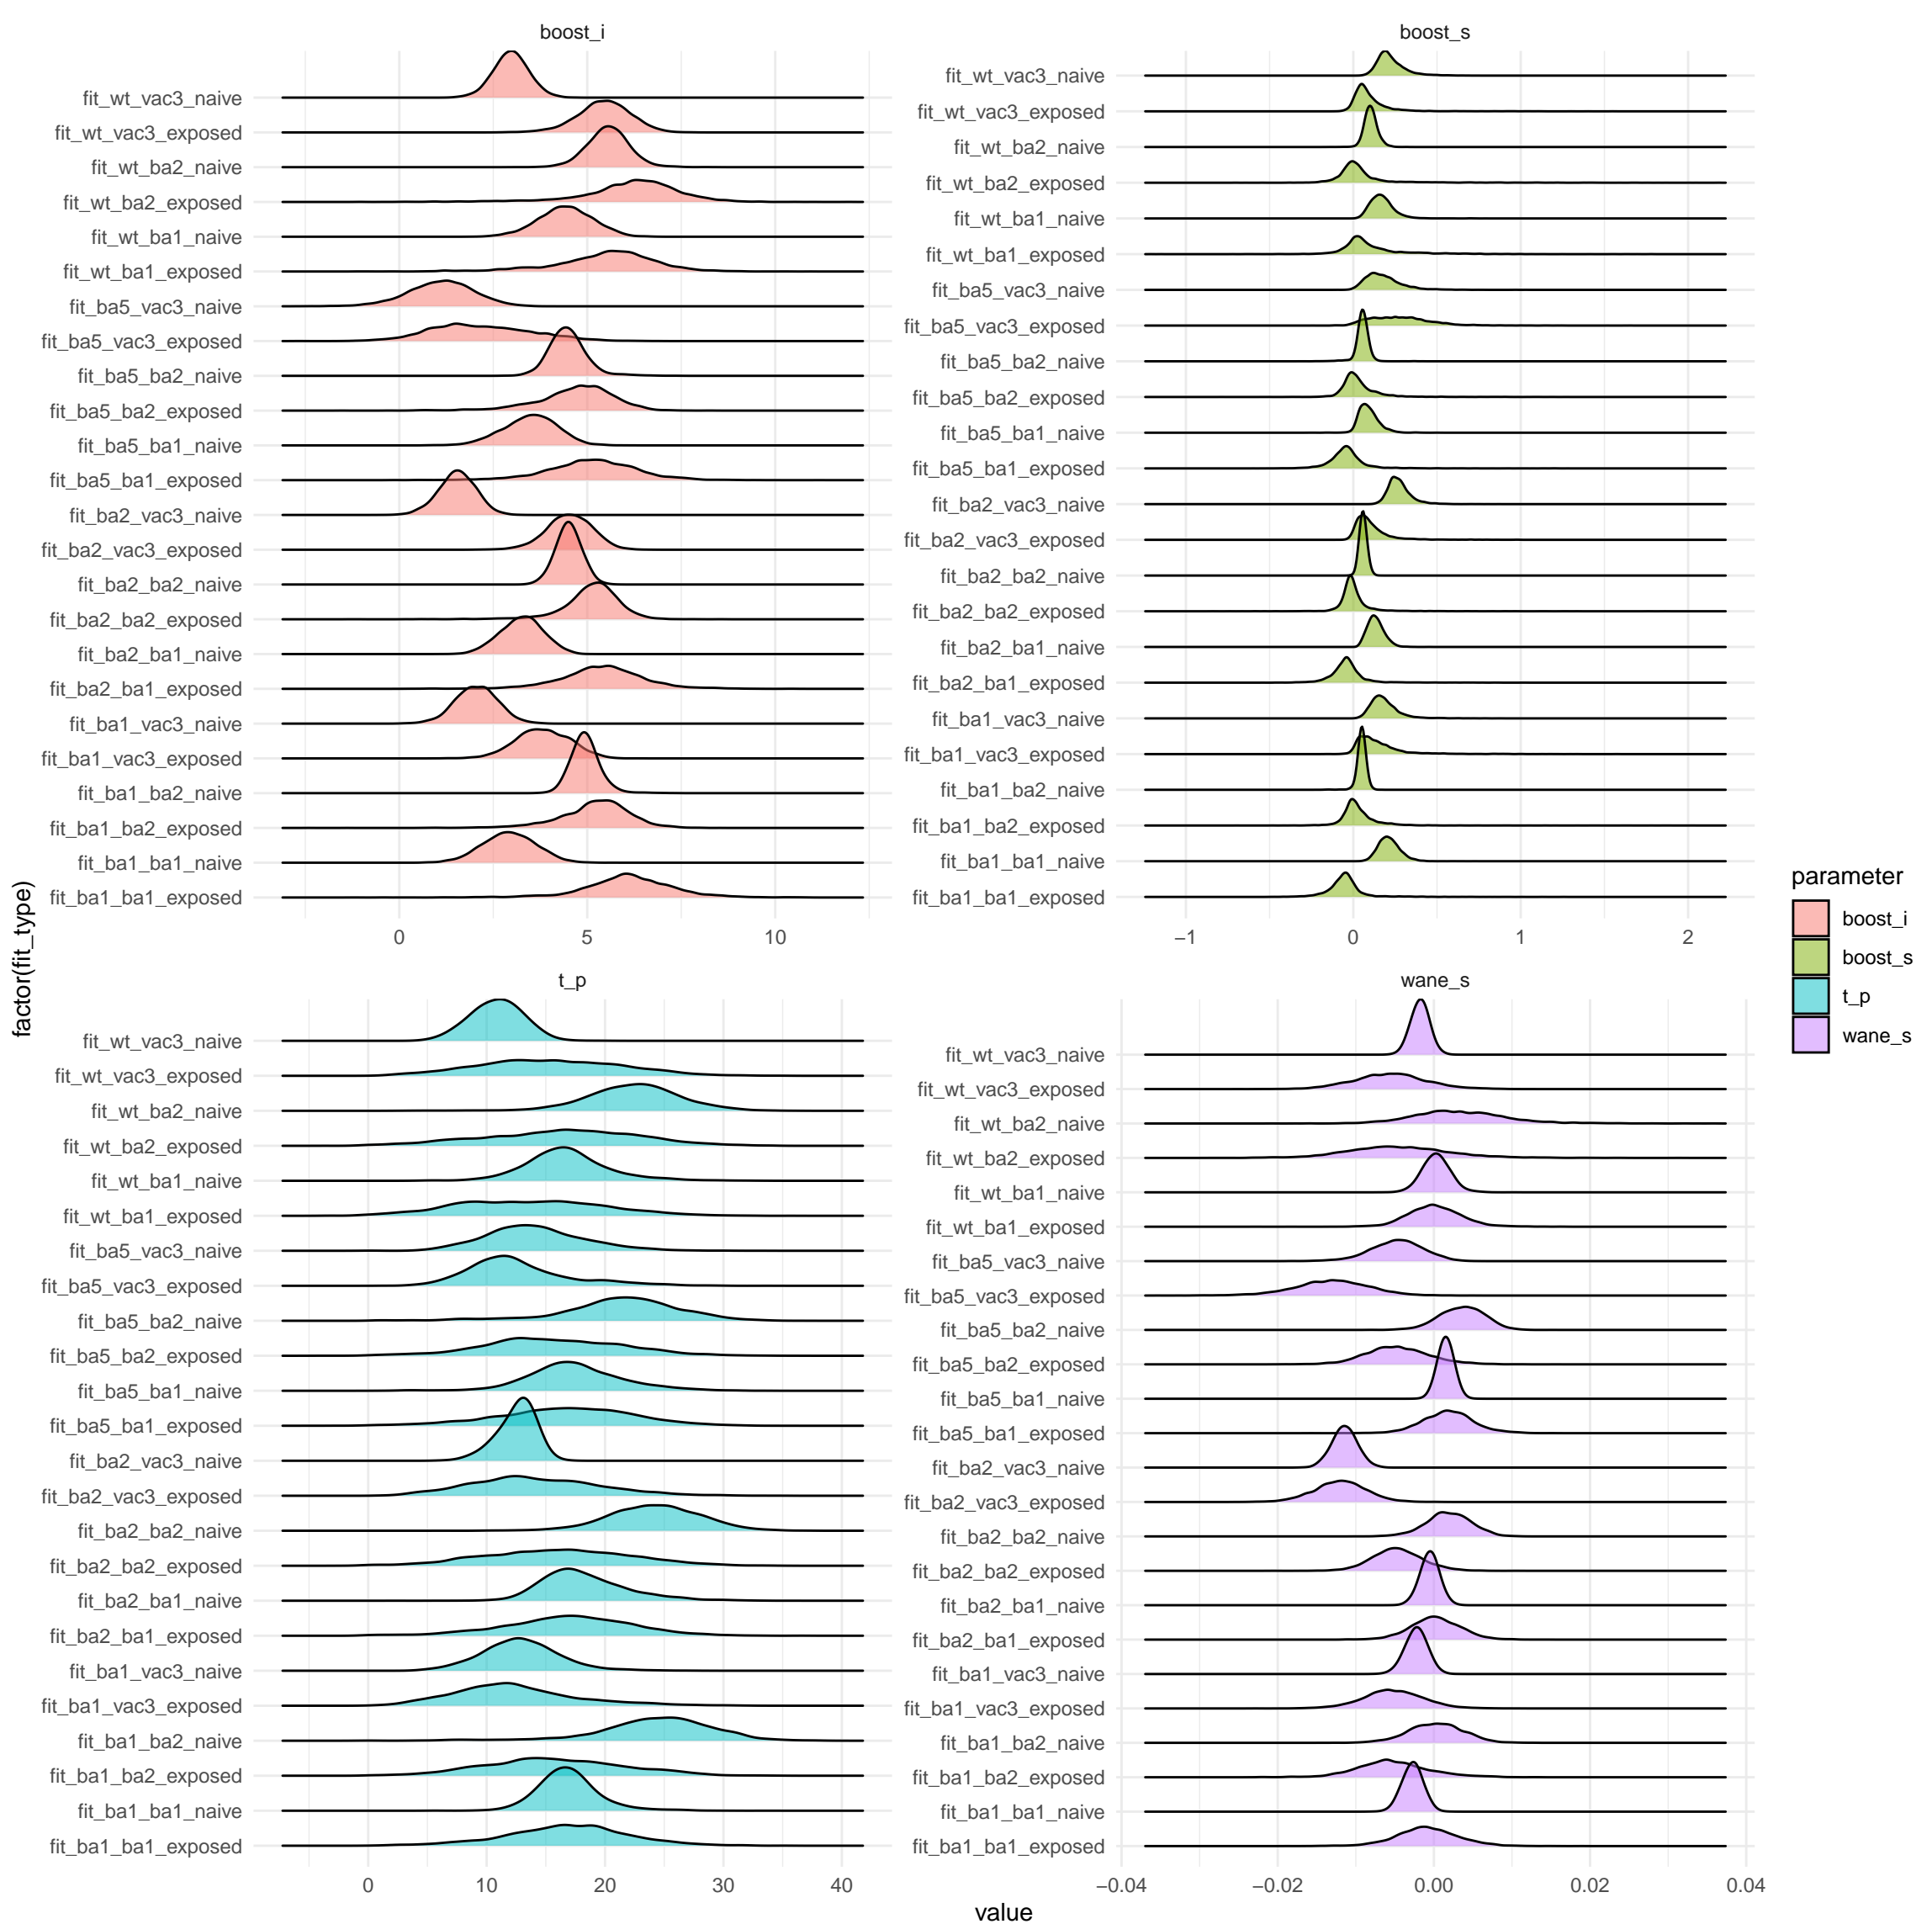 boost_i
fit_wt_vac3_naive
fit_wt_vac3_exposed
fit_wt_ba2_naive
fit_wt_ba2_exposed
fit_wt_ba1_naive
fit_wt_ba1_exposed
fit_ba5_vac3_naive
fit_ba5_vac3_exposed
fit_ba5_ba2_naive
fit_ba5_ba2_exposed
fit_ba5_ba1_naive
fit_ba5_ba1_exposed
fit_ba2_vac3_naive
fit_ba2_vac3_exposed
fit_ba2_ba2_naive
fit_ba2_ba2_exposed
fit_ba2_ba1_naive
fit_ba2_ba1_exposed
fit_ba1_vac3_naive
fit_ba1_vac3_exposed
fit_ba1_ba2_naive
fit_ba1_ba2_exposed
fit_ba1_ba1_naive
fit_ba1_ba1_exposed
0 5 10
boost_s
fit_wt_vac3_naive
fit_wt_vac3_exposed
fit_wt_ba2_naive
fit_wt_ba2_exposed
fit_wt_ba1_naive
fit_wt_ba1_exposed
fit_ba5_vac3_naive
fit_ba5_vac3_exposed
fit_ba5_ba2_naive
fit_ba5_ba2_exposed
fit_ba5_ba1_naive
fit_ba5_ba1_exposed
fit_ba2_vac3_naive
fit_ba2_vac3_exposed
fit_ba2_ba2_naive
fit_ba2_ba2_exposed
fit_ba2_ba1_naive
fit_ba2_ba1_exposed
fit_ba1_vac3_naive
fit_ba1_vac3_exposed
fit_ba1_ba2_naive
fit_ba1_ba2_exposed
fit_ba1_ba1_naive
fit_ba1_ba1_exposed
−1 0 1 2
t_p
fit_wt_vac3_naive
fit_wt_vac3_exposed
fit_wt_ba2_naive
fit_wt_ba2_exposed
fit_wt_ba1_naive
fit_wt_ba1_exposed
fit_ba5_vac3_naive
fit_ba5_vac3_exposed
fit_ba5_ba2_naive
fit_ba5_ba2_exposed
fit_ba5_ba1_naive
fit_ba5_ba1_exposed
fit_ba2_vac3_naive
fit_ba2_vac3_exposed
fit_ba2_ba2_naive
fit_ba2_ba2_exposed
fit_ba2_ba1_naive
fit_ba2_ba1_exposed
fit_ba1_vac3_naive
fit_ba1_vac3_exposed
fit_ba1_ba2_naive
fit_ba1_ba2_exposed
fit_ba1_ba1_naive
fit_ba1_ba1_exposed
0 10 20 30 40
wane_s
fit_wt_vac3_naive
fit_wt_vac3_exposed
fit_wt_ba2_naive
fit_wt_ba2_exposed
fit_wt_ba1_naive
fit_wt_ba1_exposed
fit_ba5_vac3_naive
fit_ba5_vac3_exposed
fit_ba5_ba2_naive
fit_ba5_ba2_exposed
fit_ba5_ba1_naive
fit_ba5_ba1_exposed
fit_ba2_vac3_naive
fit_ba2_vac3_exposed
fit_ba2_ba2_naive
fit_ba2_ba2_exposed
fit_ba2_ba1_naive
fit_ba2_ba1_exposed
fit_ba1_vac3_naive
fit_ba1_vac3_exposed
fit_ba1_ba2_naive
fit_ba1_ba2_exposed
fit_ba1_ba1_naive
fit_ba1_ba1_exposed
−0.04 −0.02 0.00 0.02 0.04
value
factor(fit_type)
parameter
boost_i
boost_s
t_p
wane_s